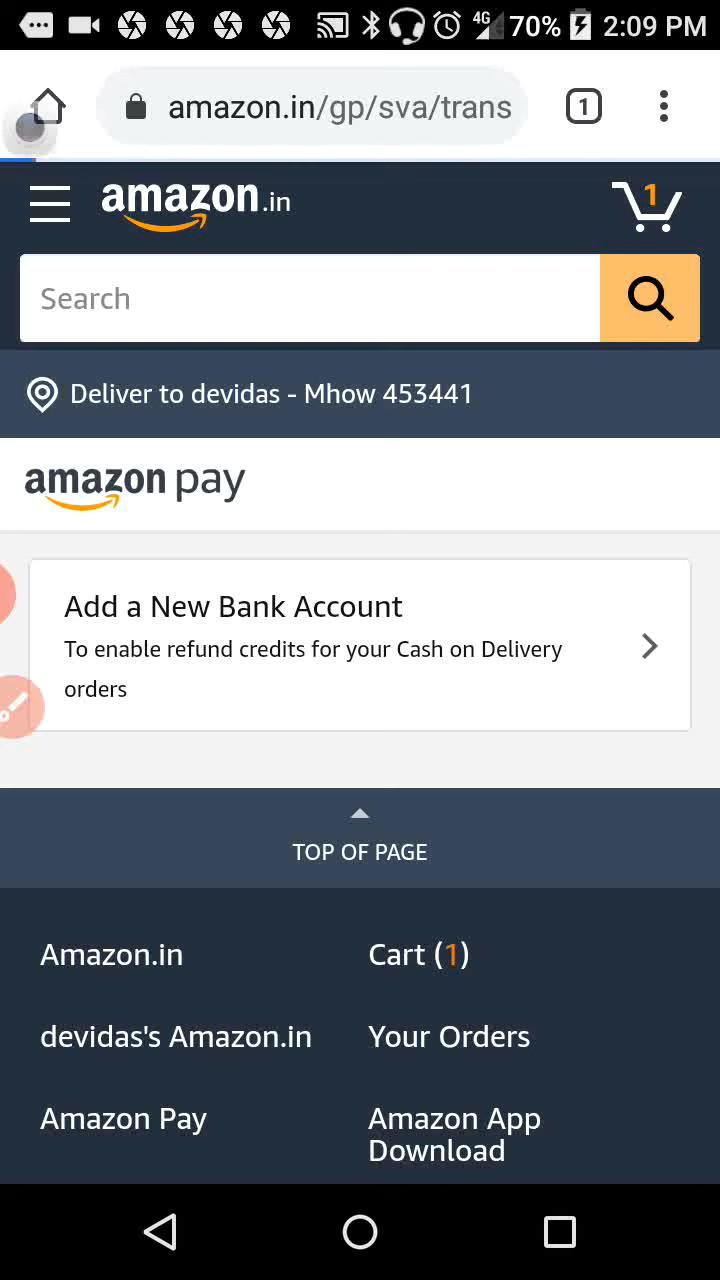 4G 70% 2:09 PM
amazon.in/gp/sva/trans 1
amazon.in 1
Search
Deliver to devidas - Mhow 453441
amazon pay
Add a New Bank Account
To enable refund credits for your Cash on Delivery
orders
TOP OF PAGE
Amazon.in Cart (1)
devidas's Amazon.in Your Orders
Amazon Pay Amazon App
Download